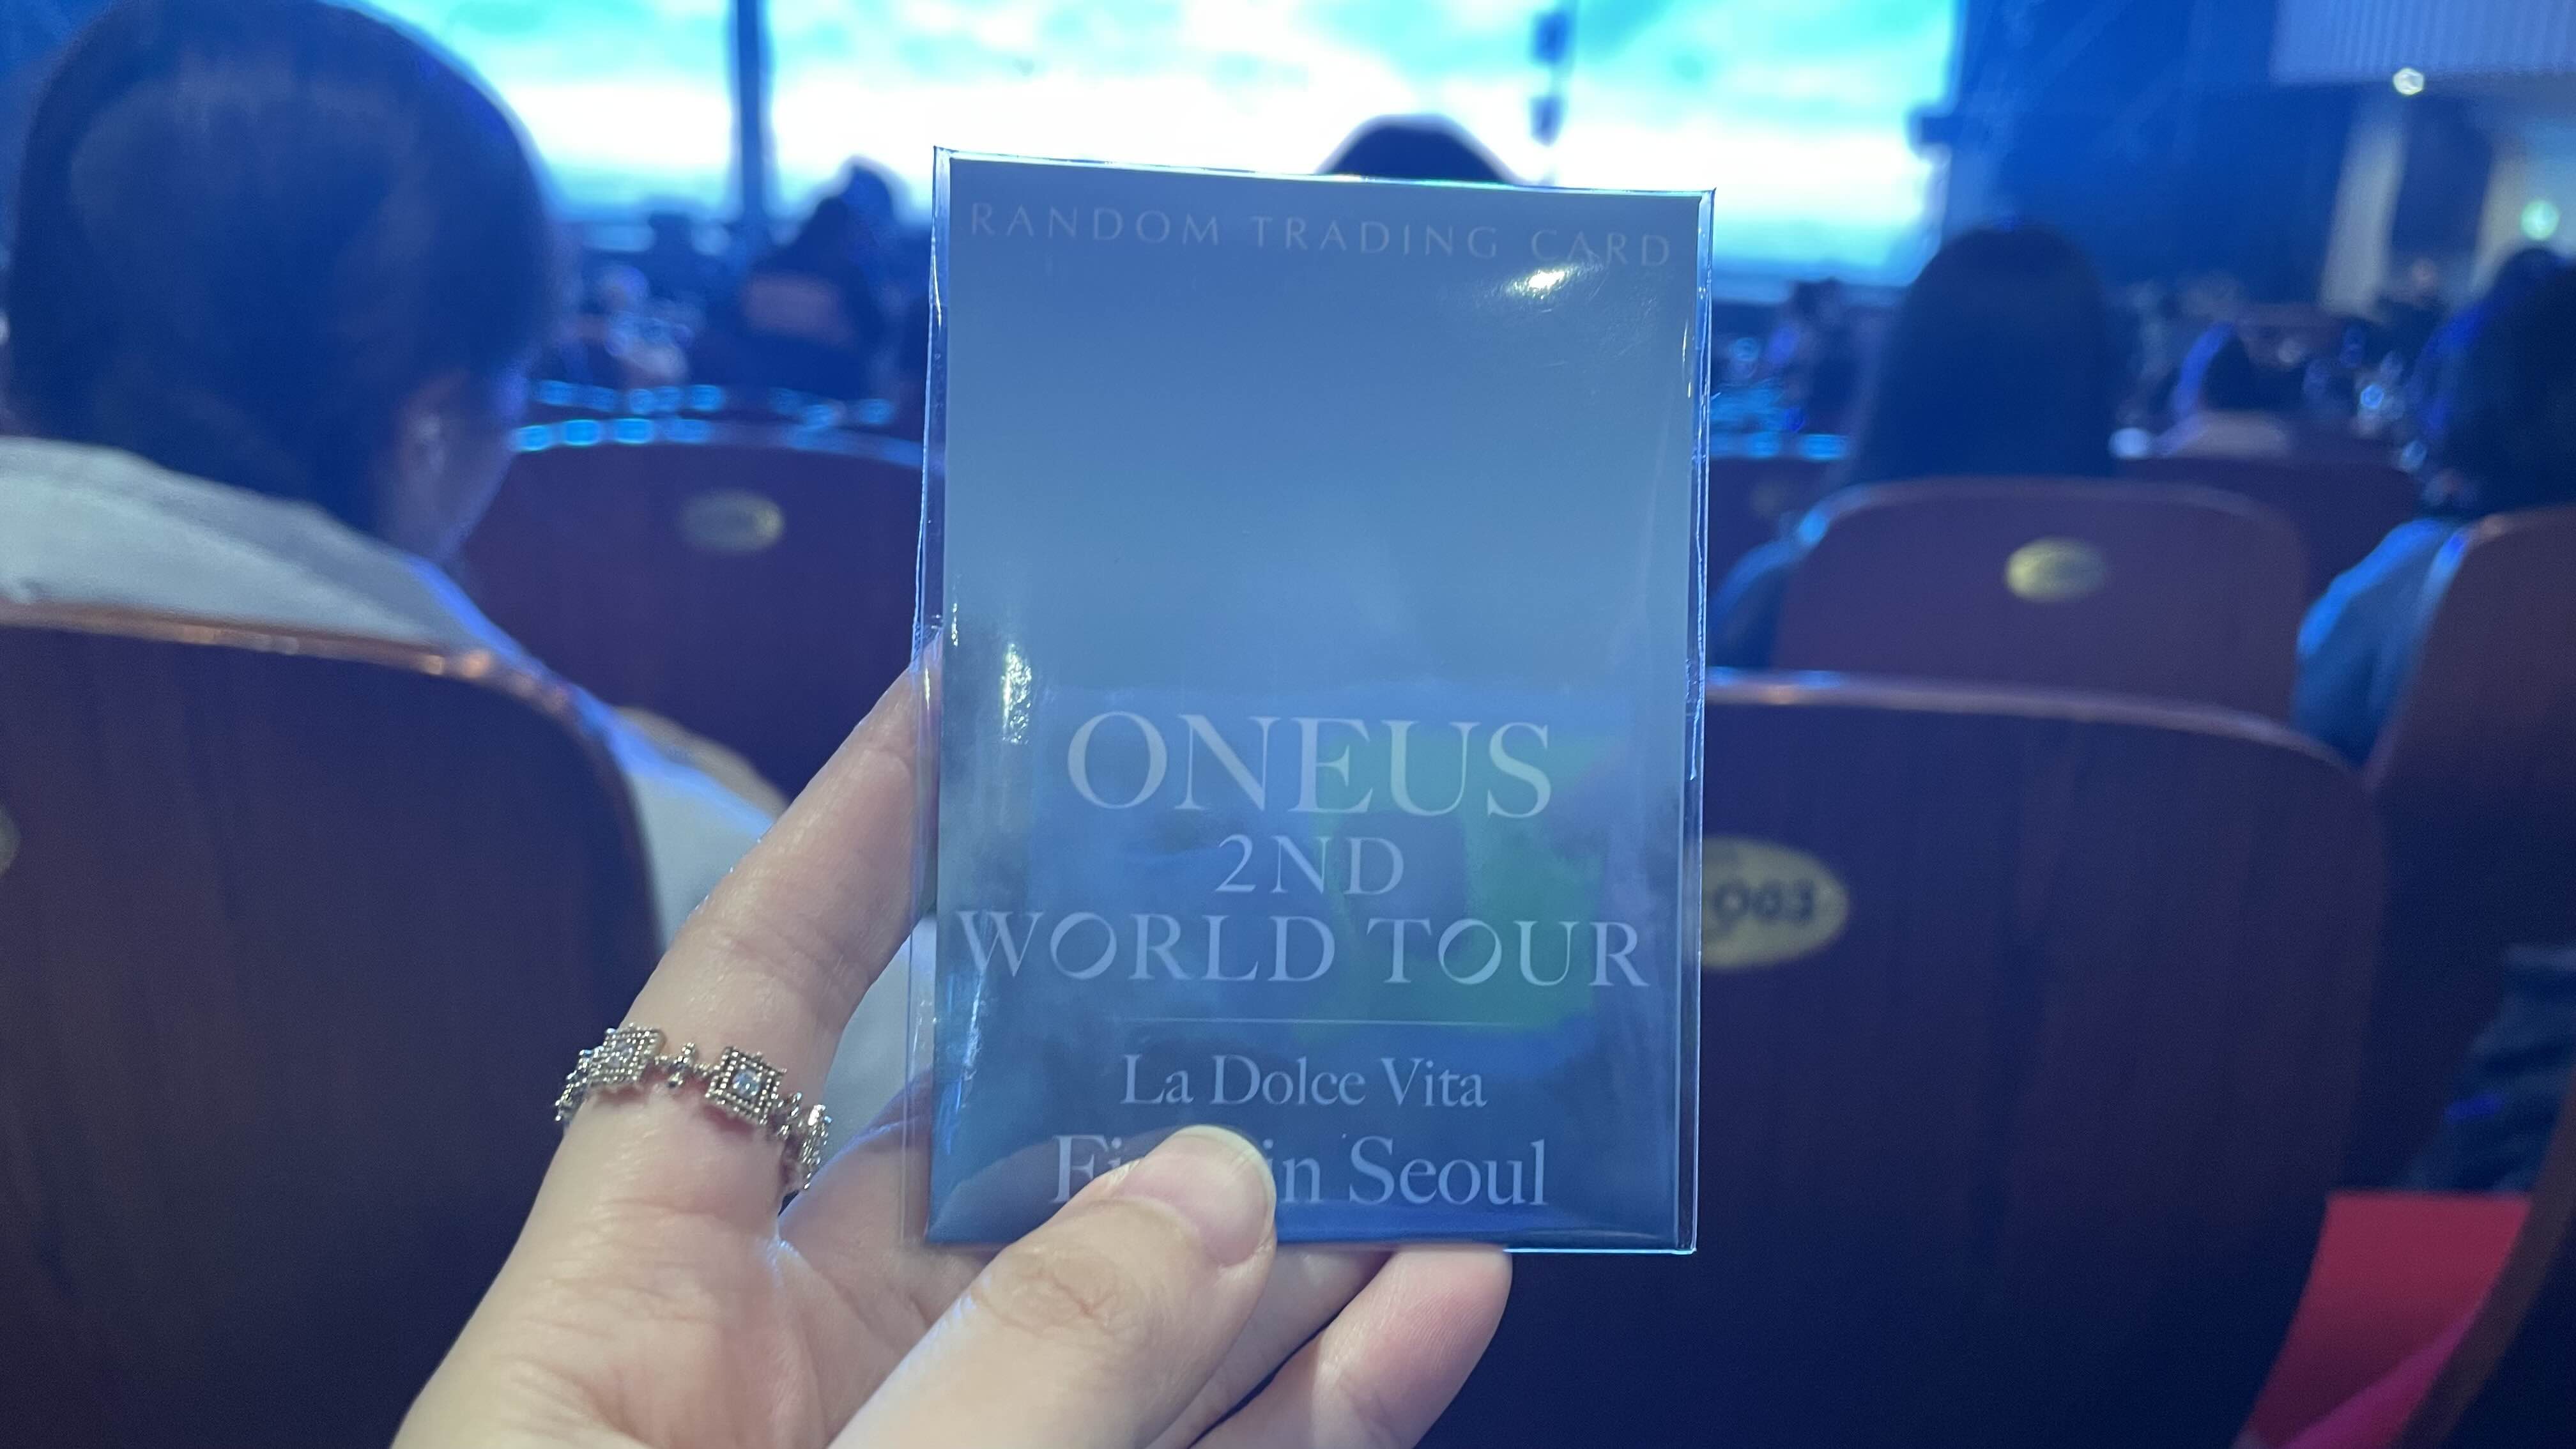 RANDOM TRADING CARD
ONEUS
2ND
WORLD TOUR
La Dolce Vita
in Seoul